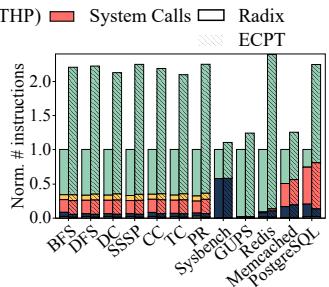 THP) System Calls Radix
ECPT
Norm. # instructions
2.0
1.5
1.0
0.5
0.0
BFS DFS DC SSSP CC TC PR Sysbench GUPS Redis Memcached PostgreSQL